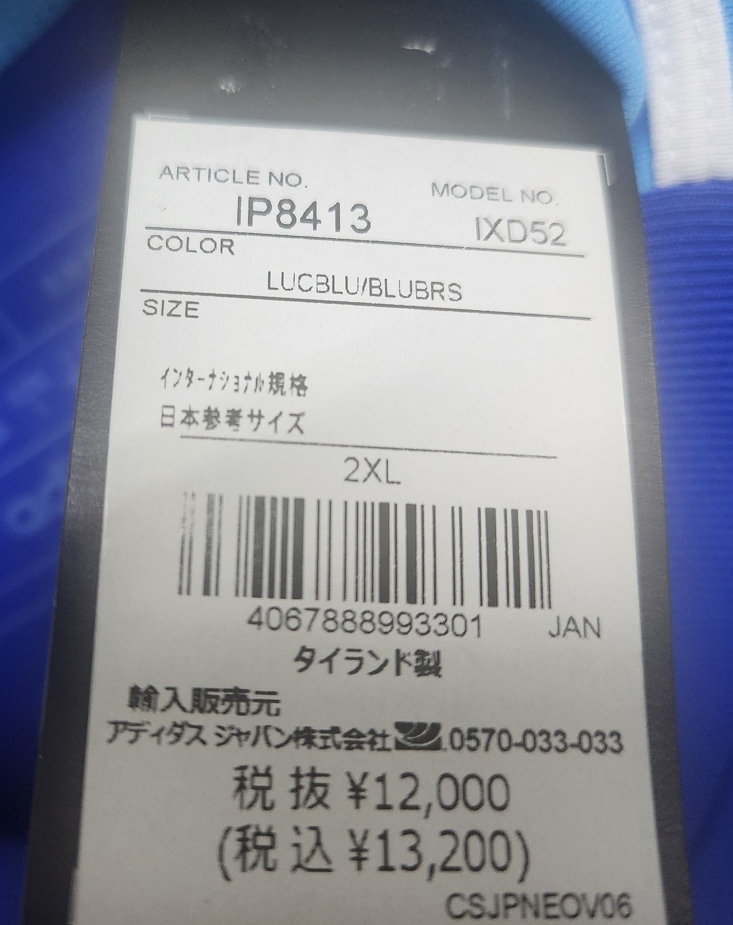 ARTICLE NO. MODEL NO.
IP8413 IXD52
COLOR
LUCBLU/BLUBRS
SIZE
インターナショナル規格
日本参考サイズ
2XL
4067888993301 JAN
タイランド製
輸入販売元
アディダス ジャパン株式会社 .0570-033-033
税抜 ¥12,000
(税込 ¥13,200)
CSJPNEOV06